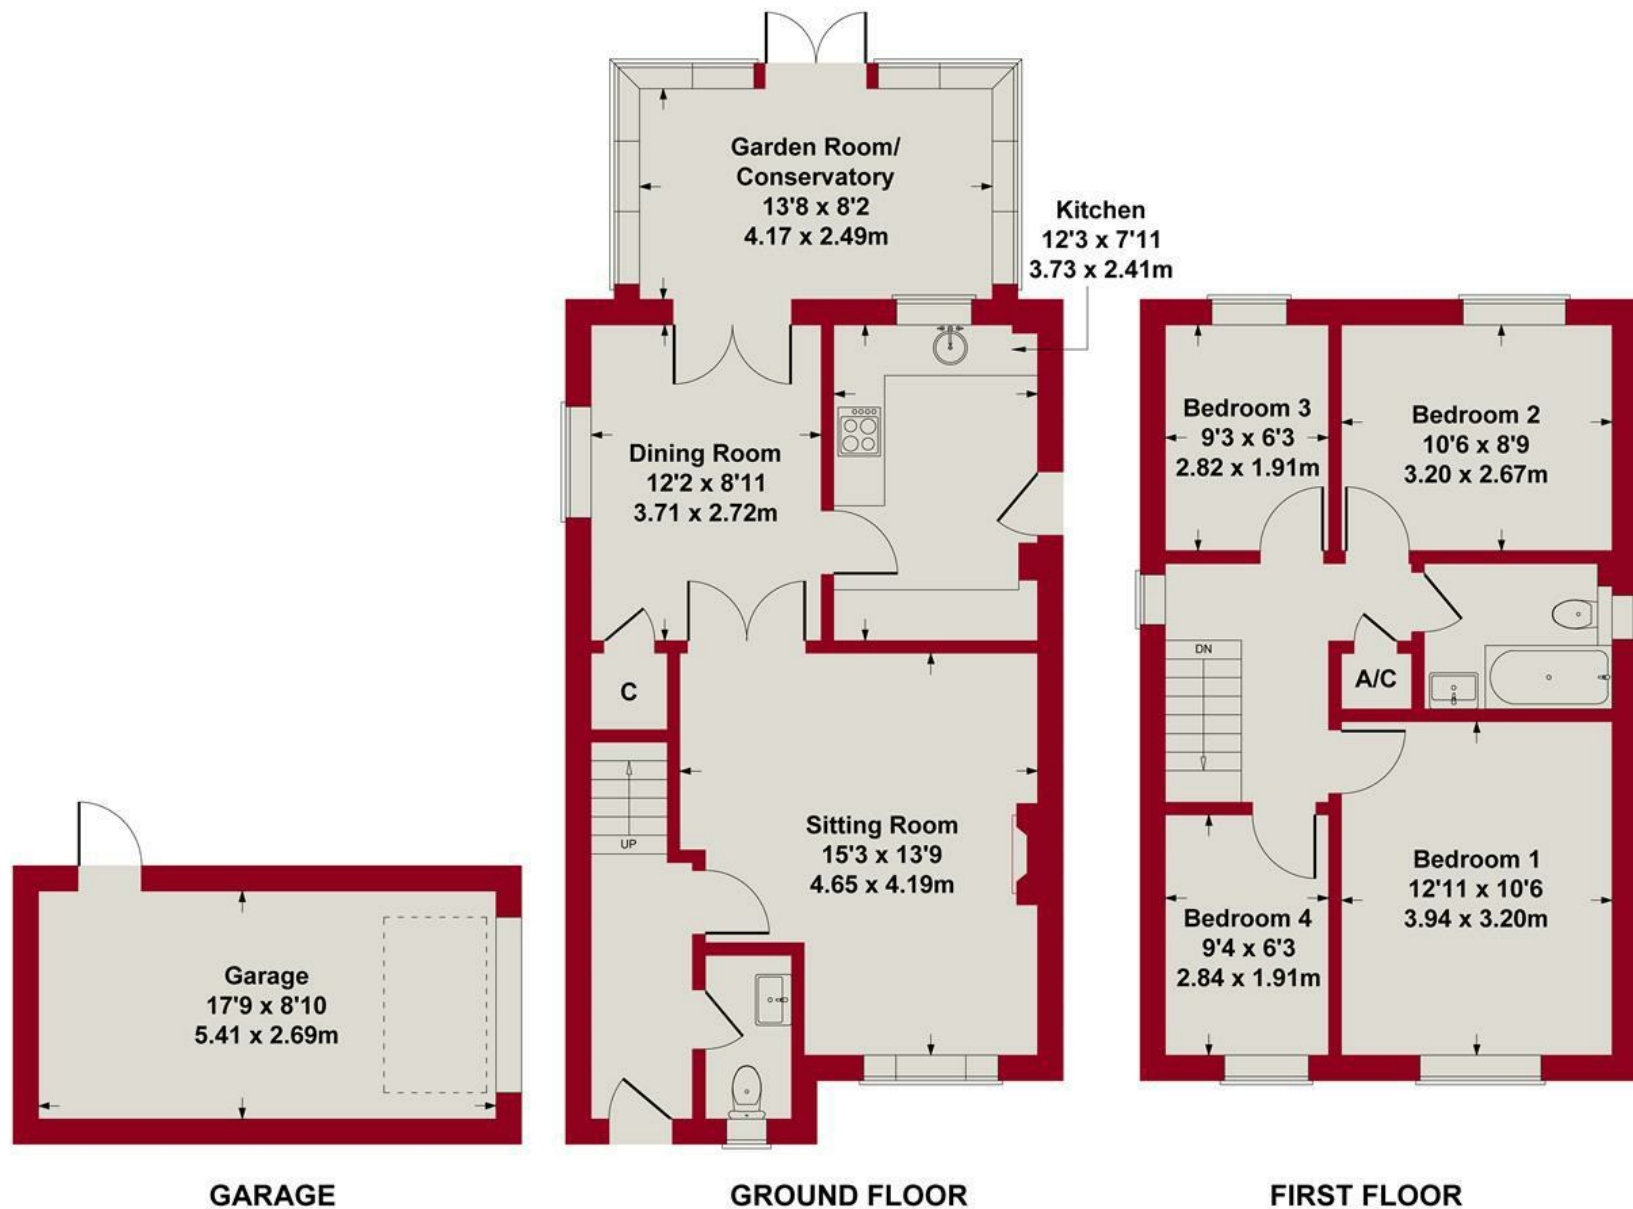 Garden Room/
Conservatory
13'8 x 8'2
4.17 x 2.49m
Kitchen
12'3 x 7'11
3.73 x 2.41m
Dining Room
12'2 x 8'11
3.71 x 2.72m
C
UP
Sitting Room
15'3 x 13'9
4.65 x 4.19m
Bedroom 3
9'3 x 6'3
2.82 x 1.91m
Bedroom 2
10'6 x 8'9
3.20 x 2.67m
DN
A/C
Bedroom 1
12'11 x 10'6
3.94 x 3.20m
Bedroom 4
9'4 x 6'3
2.84 x 1.91m
Garage
17'9 x 8'10
5.41 x 2.69m
GARAGE
GROUND FLOOR
FIRST FLOOR